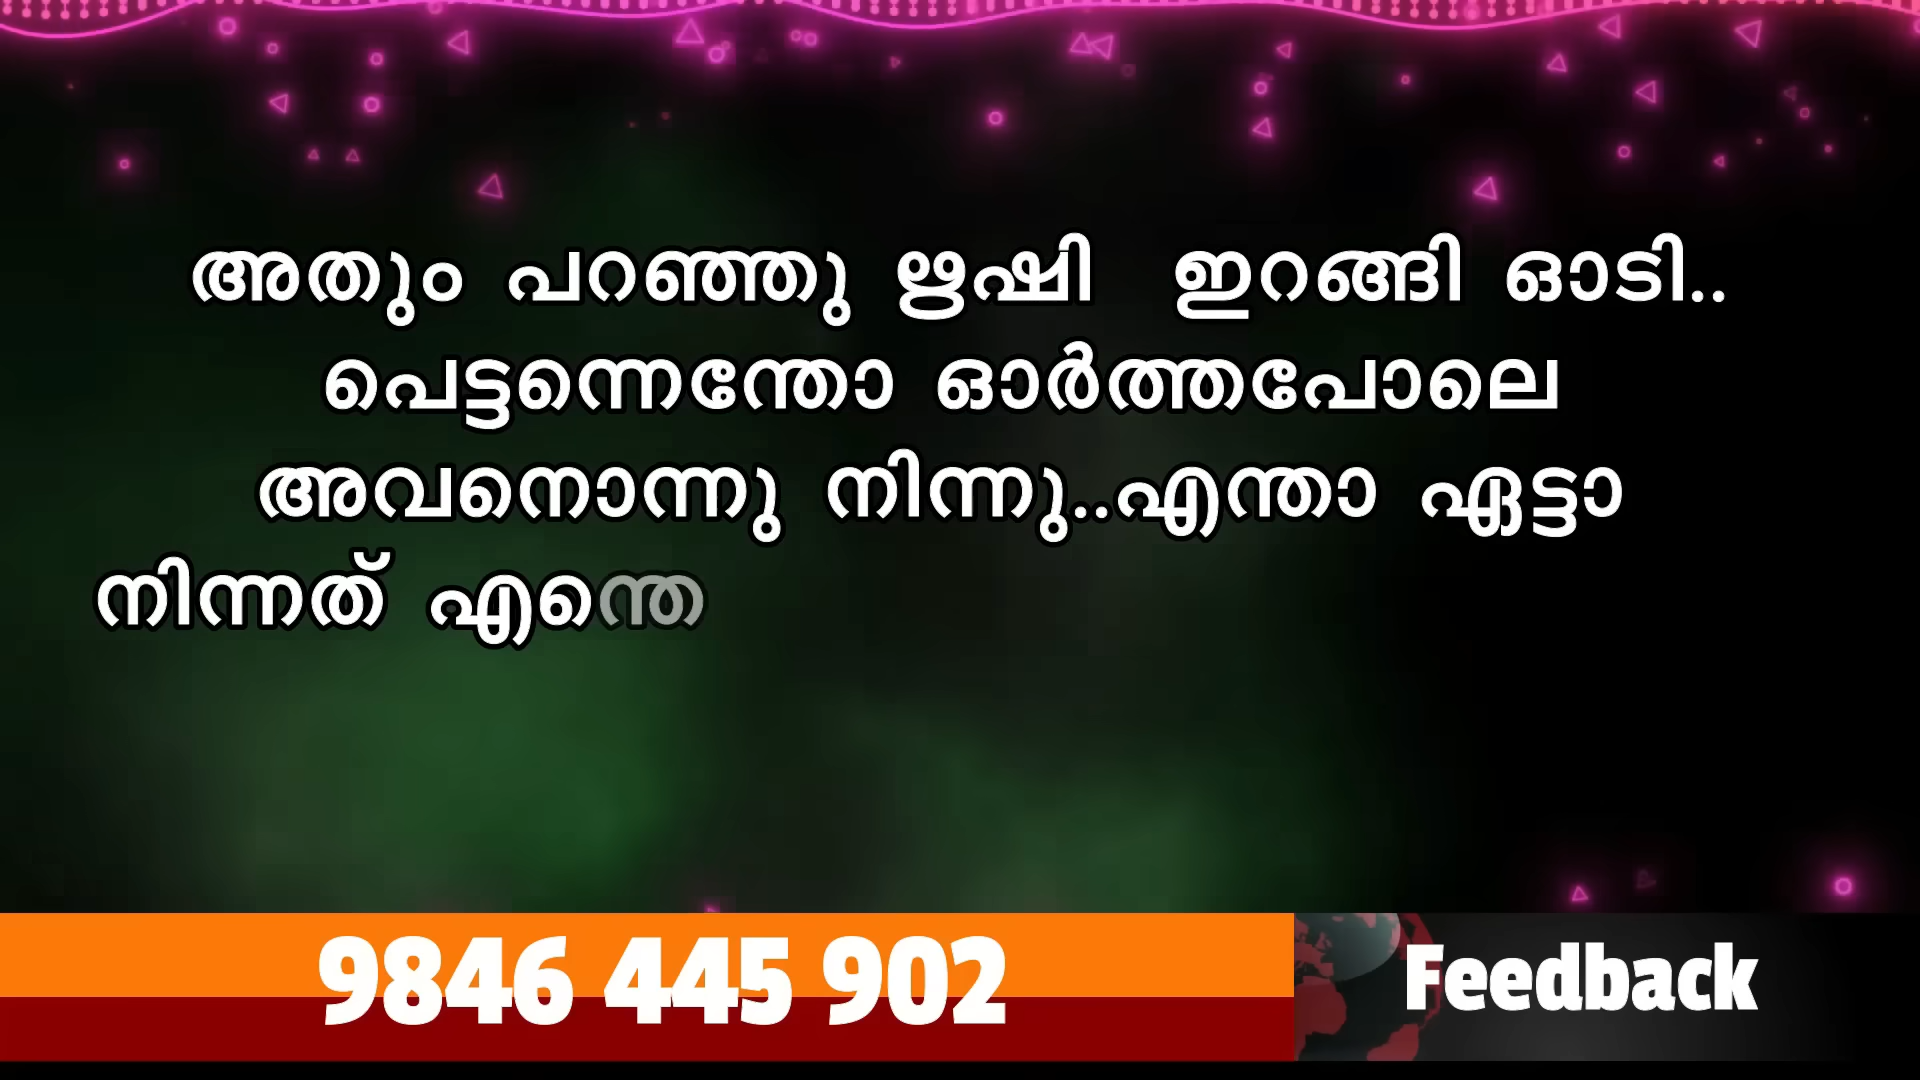 അതും പറഞ്ഞു ഋഷി ഇറങ്ങി ഓടി..
പെട്ടന്നെന്തോ ഓർത്തപോലെ
അവനൊന്നു നിന്നു..എന്താ ഏട്ടാ
നിന്നത് എന്തെ
9846 445 902
Feedback